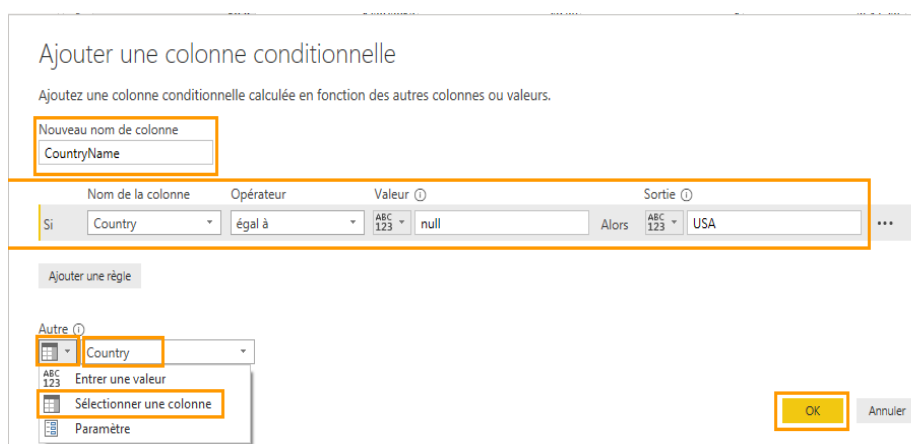 Ajouter une colonne conditionnelle
Ajoutez une colonne conditionnelle calculée en fonction des autres colonnes ou valeurs.
Nouveau nom de colonne
CountryName
Nom de la colonne Opérateur Valeur Sortie
Si Country égal à ABC 123 null Alors ABC 123 USA ...
Ajouter une règle
Autre
Country
ABC 123 Entrer une valeur
Sélectionner une colonne
Paramètre
OK Annuler